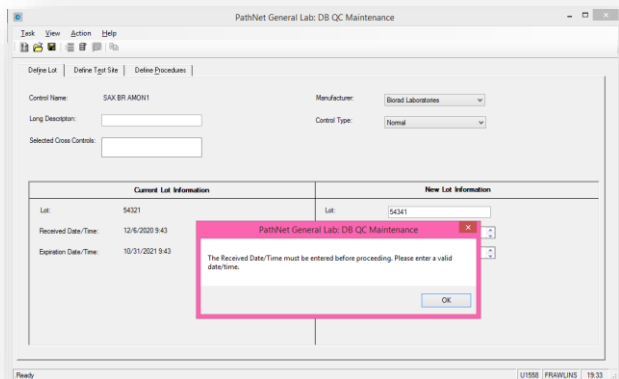 PathNet General Lab: DB QC Maintenance
Task View Action Help
Define Lot Define Test Site Define Procedures
Control Name: SAX BR AMON1 Manufacturer: Biorad Laboratories
Long Description: Control Type: Normal
Selected Cross Controls:
Current Lot Information New Lot Information
Lot: 54321 Lot: 54341
Received Date/Time: 12/6/2020 9:43
Expiration Date/Time: 10/31/2021 9:43
PathNet General Lab: DB QC Maintenance
The Received Date/Time must be entered before proceeding. Please enter a valid
date/time.
OK
Ready U1558 FRAWLINS 19:33